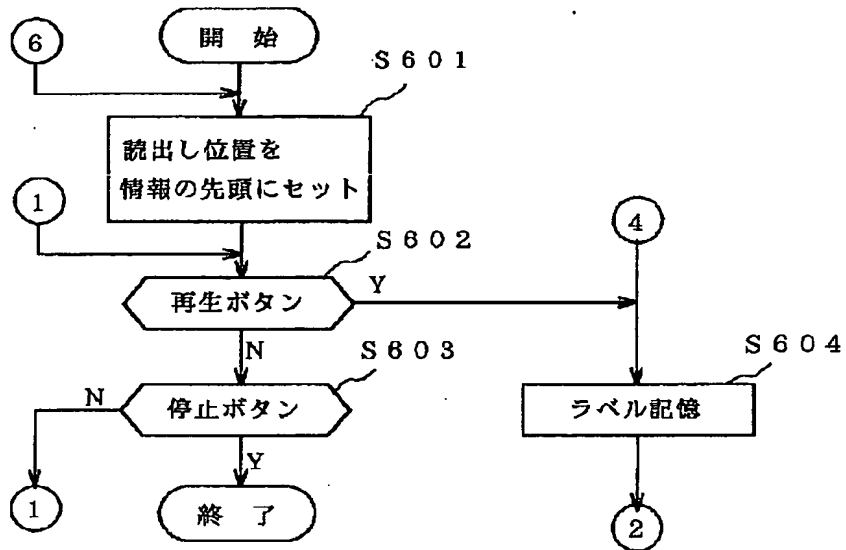 ⑥
開 始
S601
読出し位置を
情報の先頭にセット
①
④
S602
再生ボタン
Y
N
S603
S604
N
停止ボタン
ラベル記憶
Y
①
終 了
②